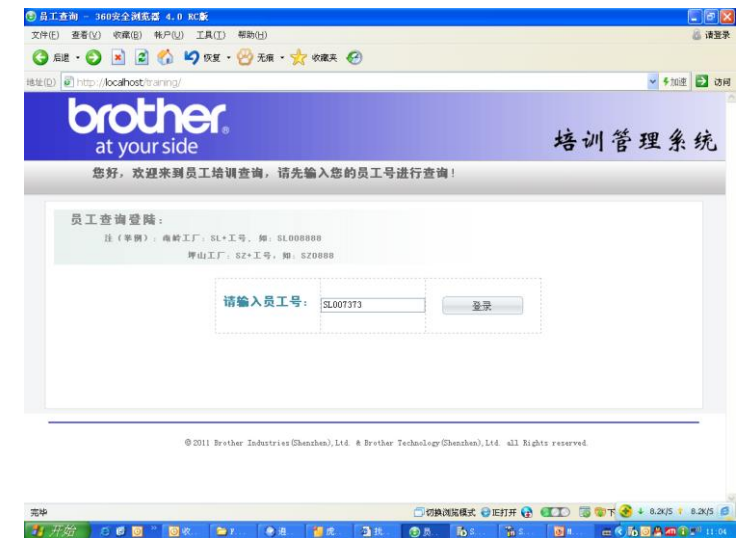 员工查询 - 360安全浏览器 4.0 RC版
文件(F) 查看(V) 收藏(B) 帐户(U) 工具(T) 帮助(H) 请登录
后退 恢复 无痕 收藏夹
地址(D) http://localhost/training/ 加速 访问
brother®
at your side
培训管理系统
您好，欢迎来到员工培训查询，请先输入您的员工号进行查询！
员工查询登陆：
注（举例）：南岭工厂：SL+工号，如：SL008888
坪山工厂：SZ+工号，如：SZ0888
请输入员工号： SL007373 登录
©2011 Brother Industries(Shenzhen),Ltd. & Brother Technology(Shenzhen),Ltd. all Rights reserved.
完毕 切换浏览模式 IE打开 下 8.2K/S 8.2K/S
开始 11:04